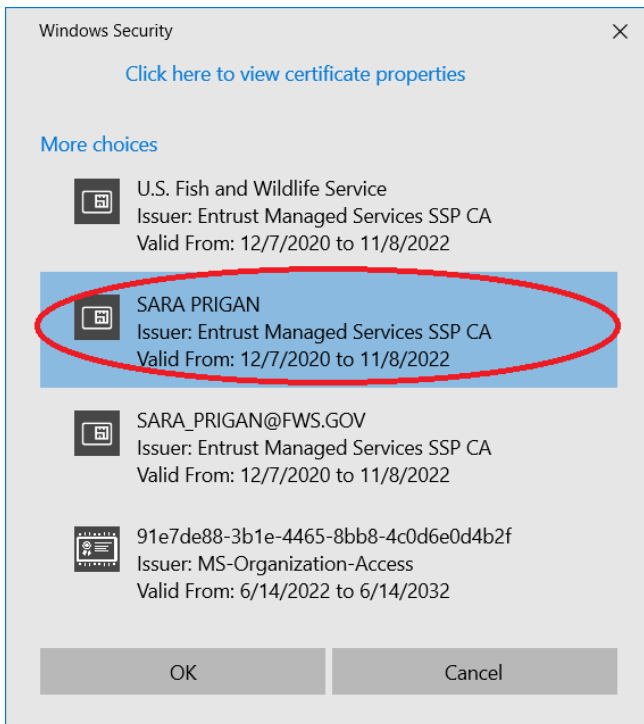 Windows Security
Click here to view certificate properties
More choices
U.S. Fish and Wildlife Service
Issuer: Entrust Managed Services SSP CA
Valid From: 12/7/2020 to 11/8/2022
SARA PRIGAN
Issuer: Entrust Managed Services SSP CA
Valid From: 12/7/2020 to 11/8/2022
SARA_PRIGAN@FWS.GOV
Issuer: Entrust Managed Services SSP CA
Valid From: 12/7/2020 to 11/8/2022
91e7de88-3b1e-4465-8bb8-4c0d6e0d4b2f
Issuer: MS-Organization-Access
Valid From: 6/14/2022 to 6/14/2032
OK
Cancel